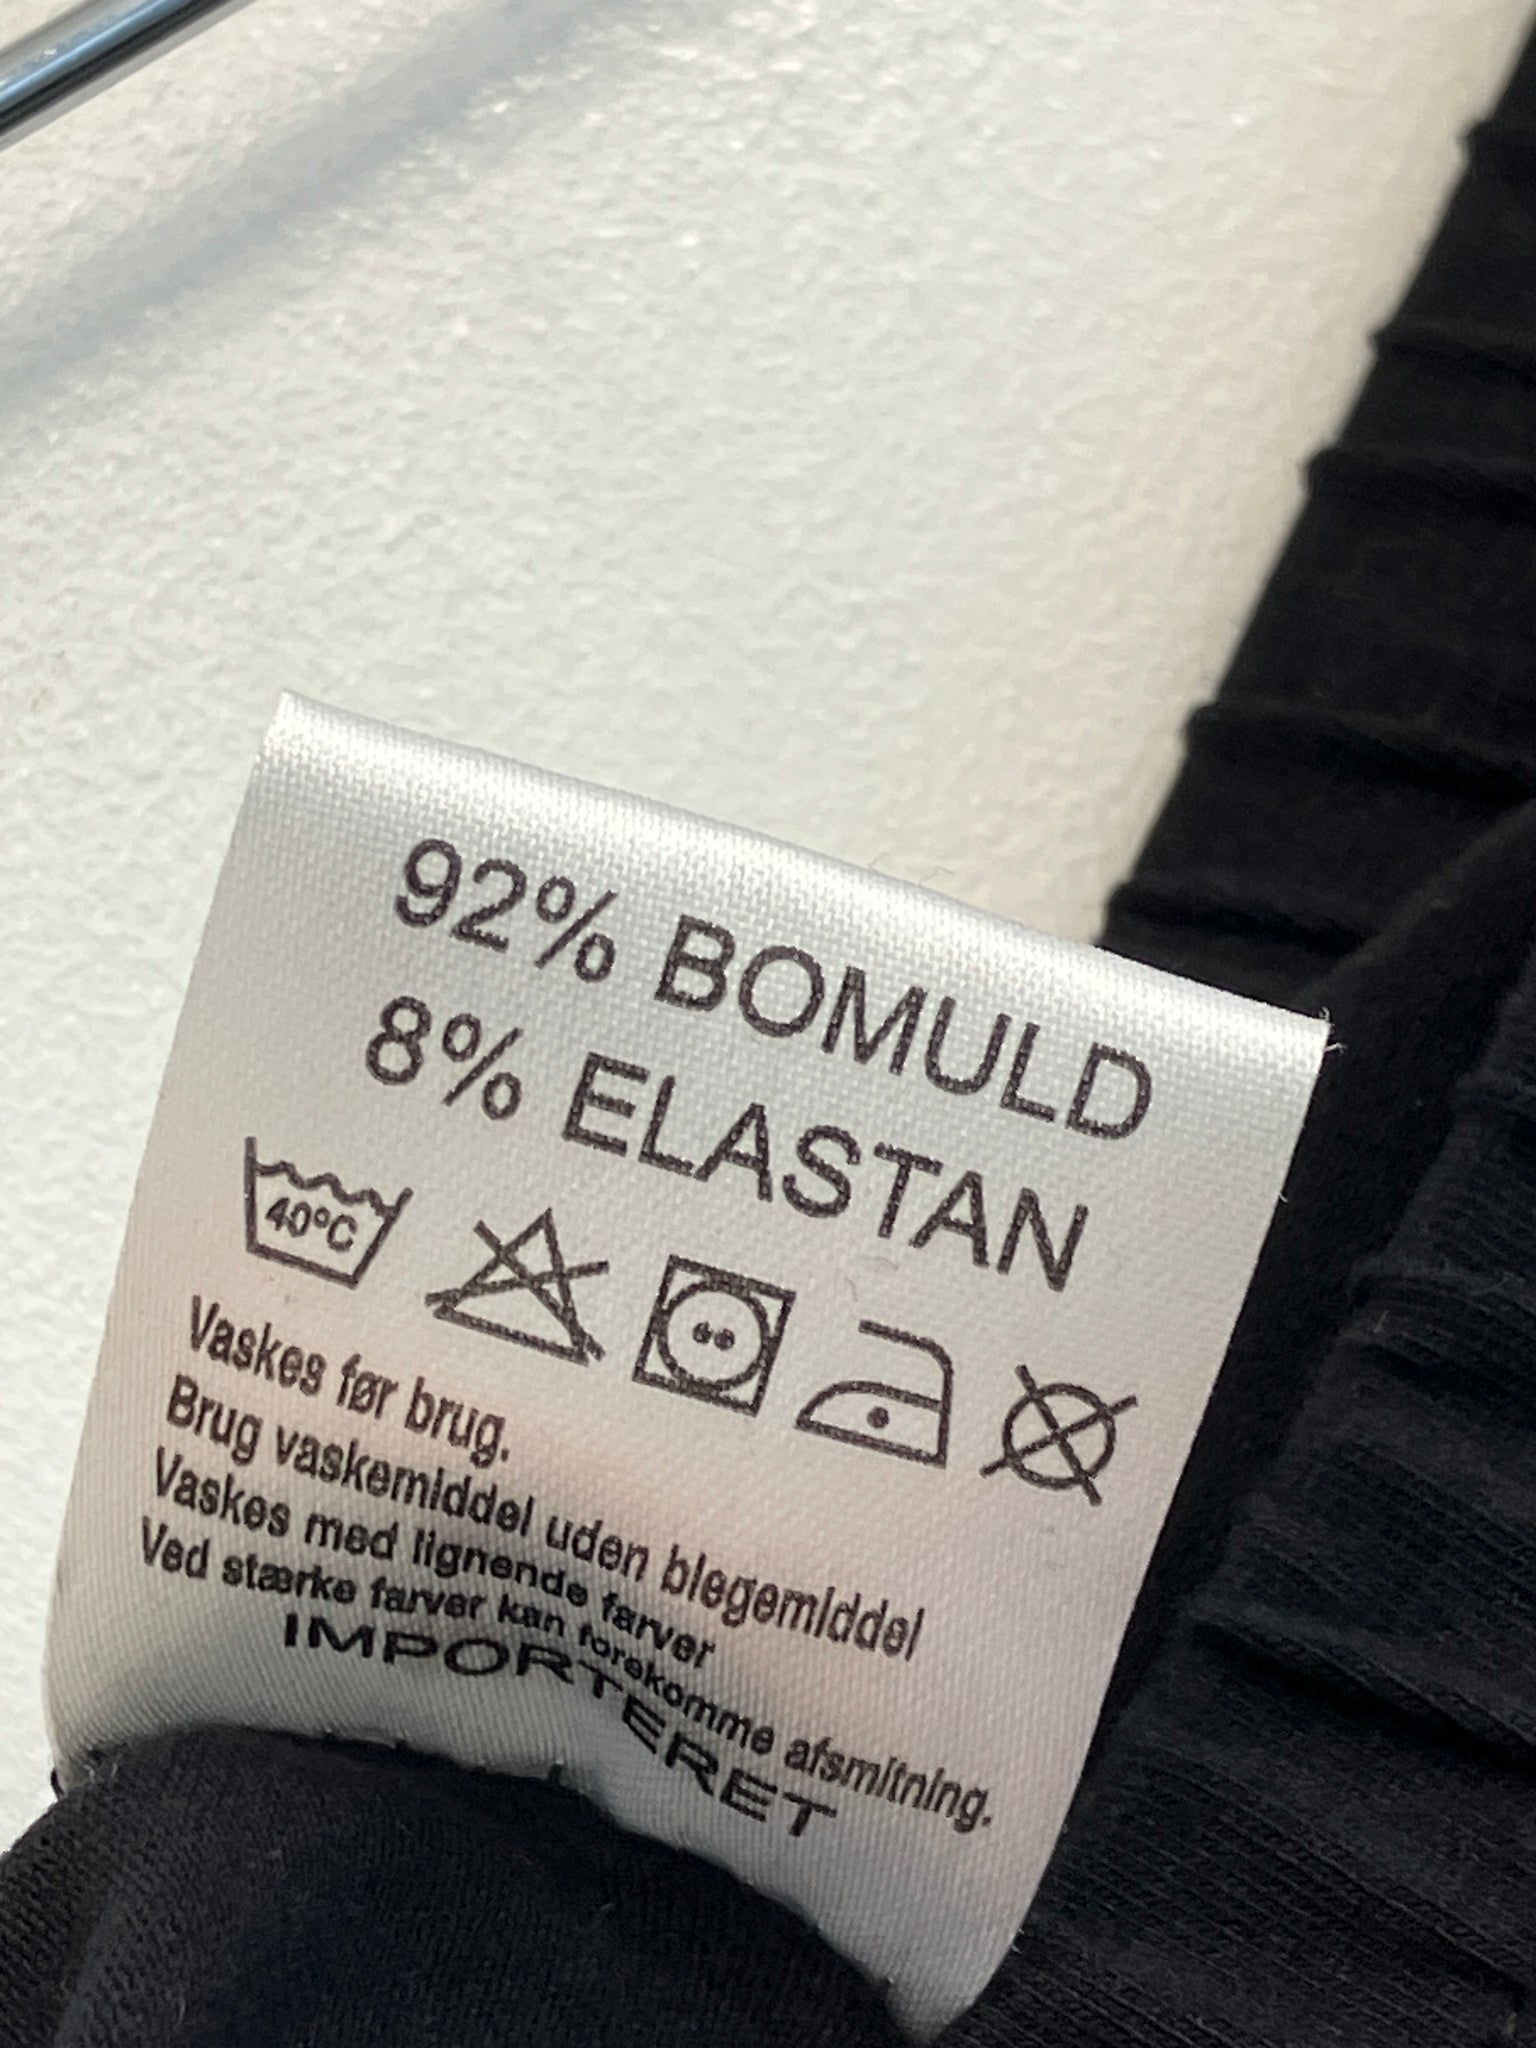 92% BOMULD
8% ELASTAN
40°C
Vaskes før brug.
Brug vaskemiddel uden blegemiddel
Vaskes med lignende farver
Ved stærke farver kan forekomme afsmitning.
IMPORTERET